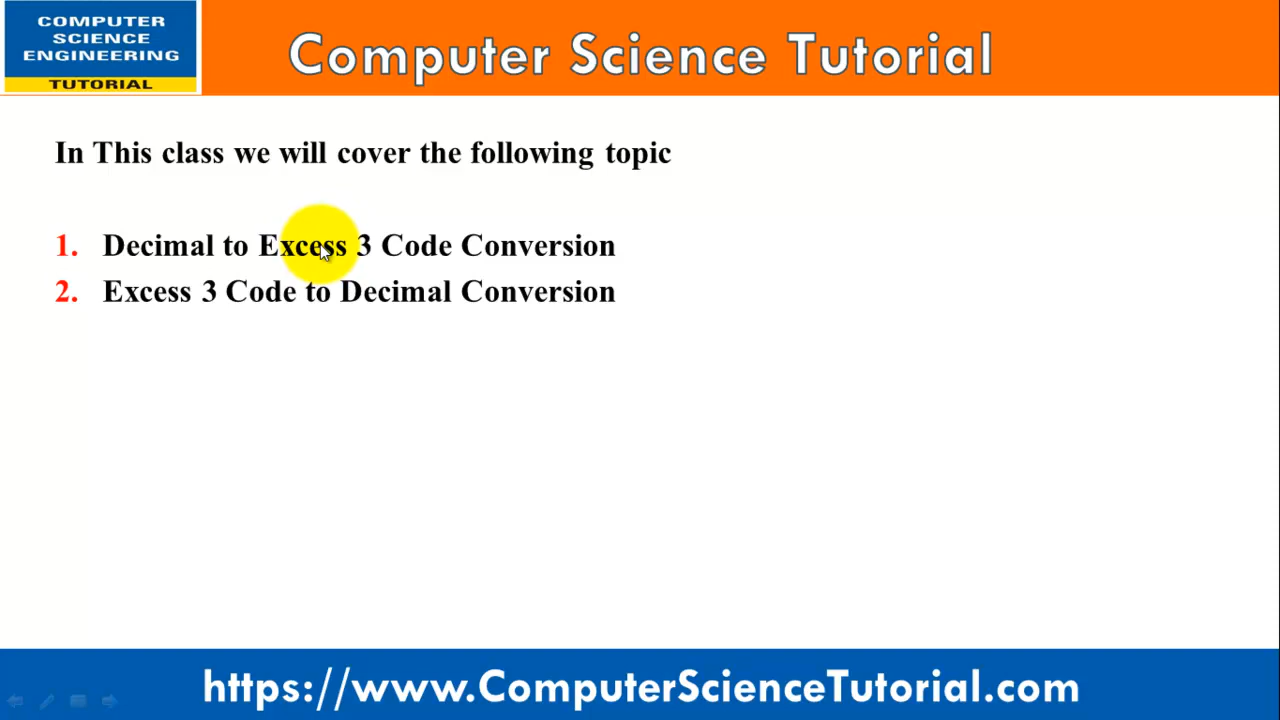 COMPUTER
SCIENCE
ENGINEERING
TUTORIAL
Computer Science Tutorial
In This class we will cover the following topic
1. Decimal to Excess 3 Code Conversion
2. Excess 3 Code to Decimal Conversion
https://www.ComputerScienceTutorial.com